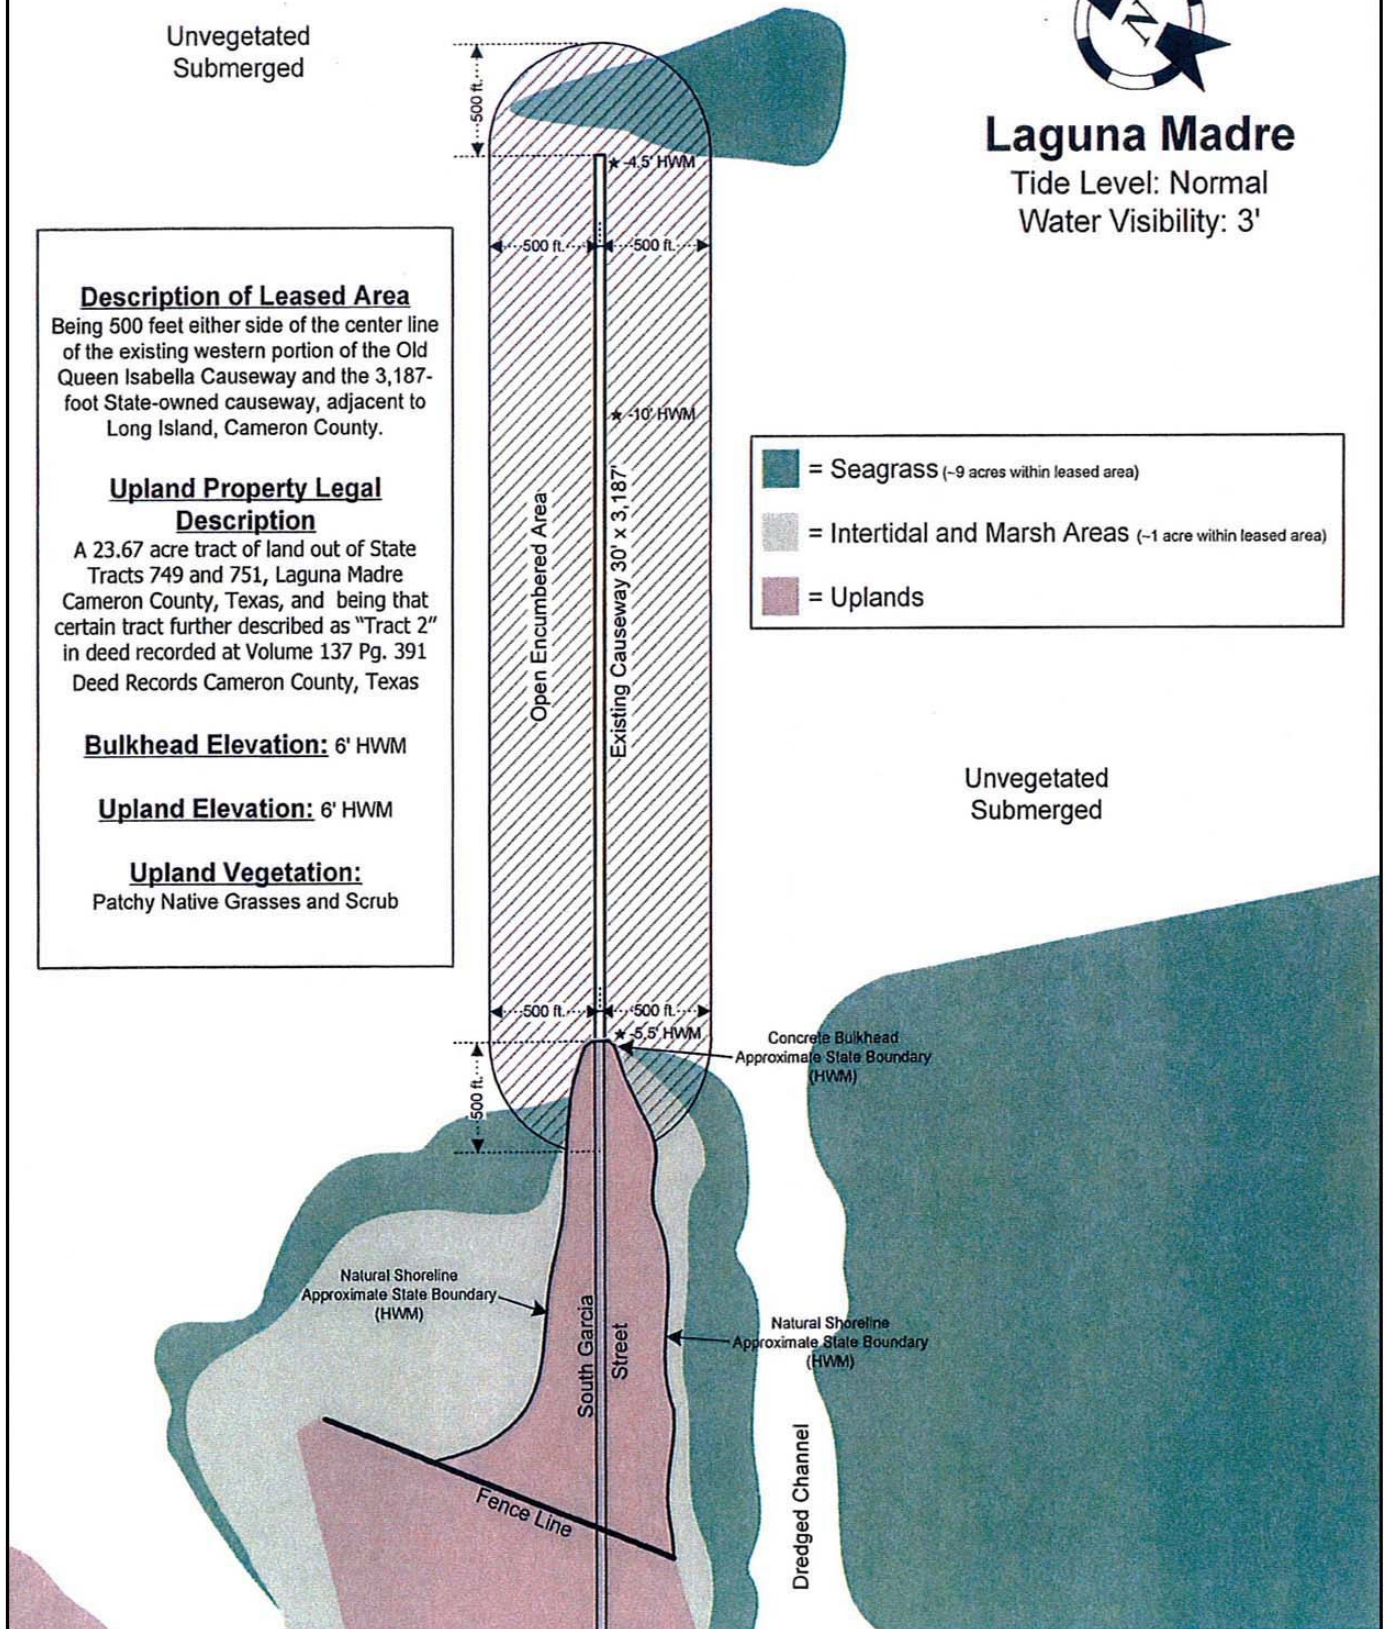 Unvegetated
Submerged
N
Laguna Madre
Tide Level: Normal
Water Visibility: 3'
500 ft.
-4.5' HWM
500 ft.
500 ft.
Description of Leased Area
Being 500 feet either side of the center line
of the existing western portion of the Old
Queen Isabella Causeway and the 3,187-
foot State-owned causeway, adjacent to
Long Island, Cameron County.
Upland Property Legal
Description
A 23.67 acre tract of land out of State
Tracts 749 and 751, Laguna Madre
Cameron County, Texas, and being that
certain tract further described as "Tract 2"
in deed recorded at Volume 137 Pg. 391
Deed Records Cameron County, Texas
Bulkhead Elevation: 6' HWM
Upland Elevation: 6' HWM
Upland Vegetation:
Patchy Native Grasses and Scrub
-10' HWM
Open Encumbered Area
Existing Causeway 30' x 3,187'
= Seagrass (~9 acres within leased area)
= Intertidal and Marsh Areas (~1 acre within leased area)
= Uplands
Unvegetated
Submerged
500 ft.
500 ft.
-5.5' HWM
Concrete Bulkhead
Approximate State Boundary
(HWM)
500 ft.
Natural Shoreline
Approximate State Boundary
(HWM)
South Garcia
Street
Natural Shoreline
Approximate State Boundary
(HWM)
Fence Line
Dredged Channel